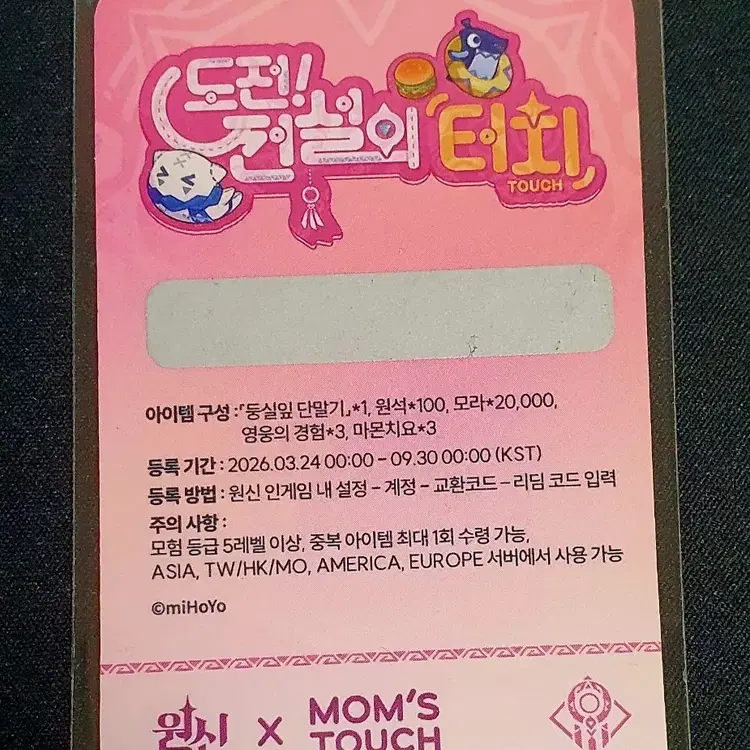 도전!
전설의 터치
TOUCH
아이템 구성 : 「둥실잎 단말기」*1, 원석*100, 모라*20,000,
영웅의 경험*3, 마몬치요*3
등록 기간 : 2026.03.24 00:00 – 09.30 00:00 (KST)
등록 방법 : 원신 인게임 내 설정 – 계정 – 교환코드 – 리딤 코드 입력
주의 사항 :
모험 등급 5레벨 이상, 중복 아이템 최대 1회 수령 가능,
ASIA, TW/HK/MO, AMERICA, EUROPE 서버에서 사용 가능
©miHoYo
원신 X MOM'S
TOUCH